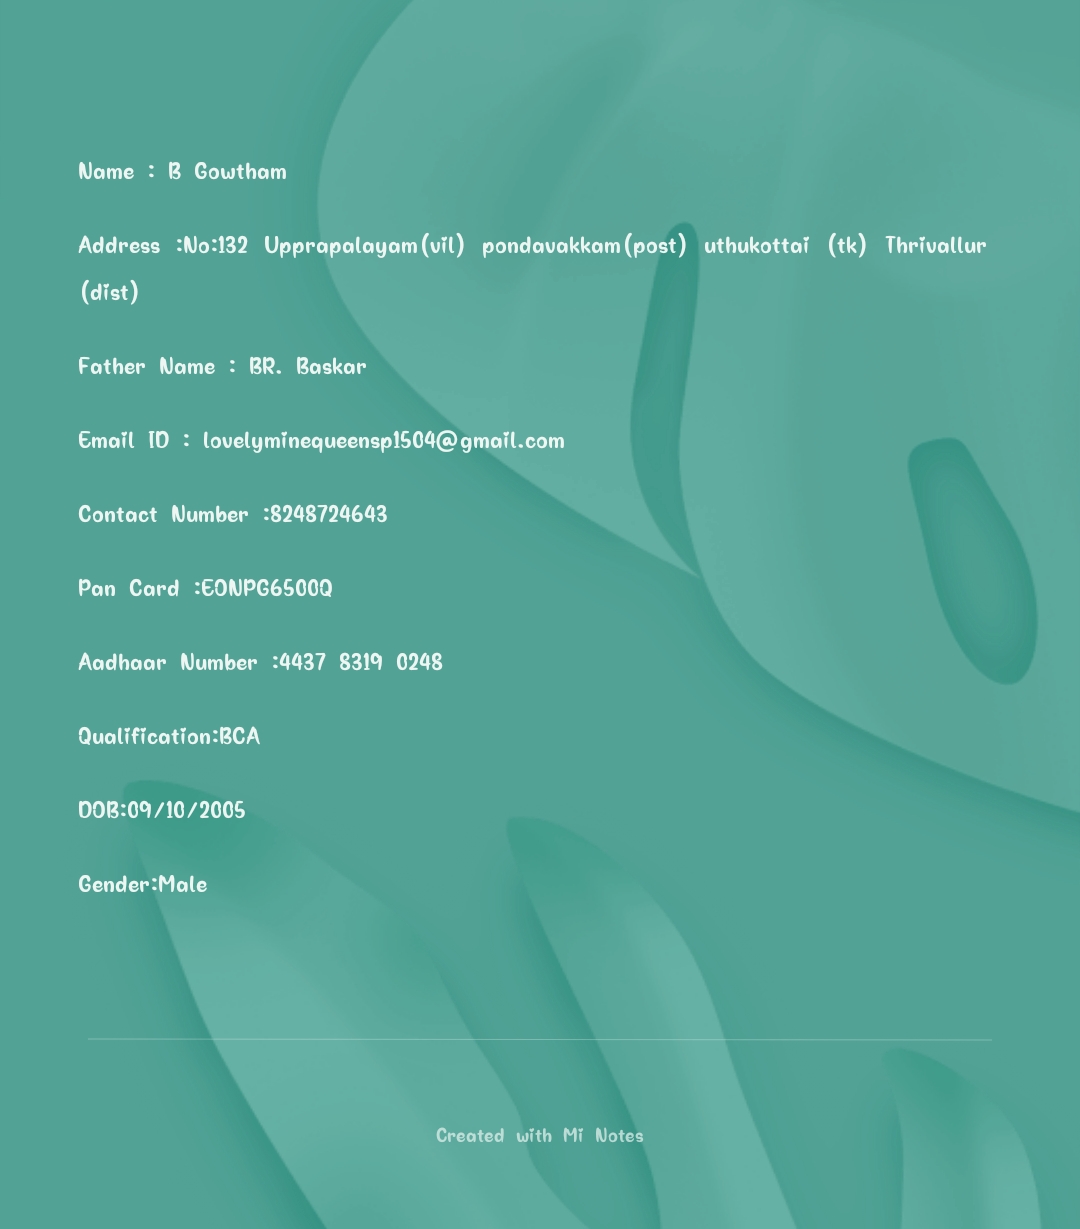 Name : B Gowtham
Address :No:132 Upprapalayam(vil) pondavakkam(post) uthukottai (tk) Thrivallur
(dist)
Father Name : BR. Baskar
Email ID : lovelyminequeensp1504@gmail.com
Contact Number :8248724643
Pan Card :EONPG6500Q
Aadhaar Number :4437 8319 0248
Qualification:BCA
DOB:09/10/2005
Gender:Male
Created with Mi Notes